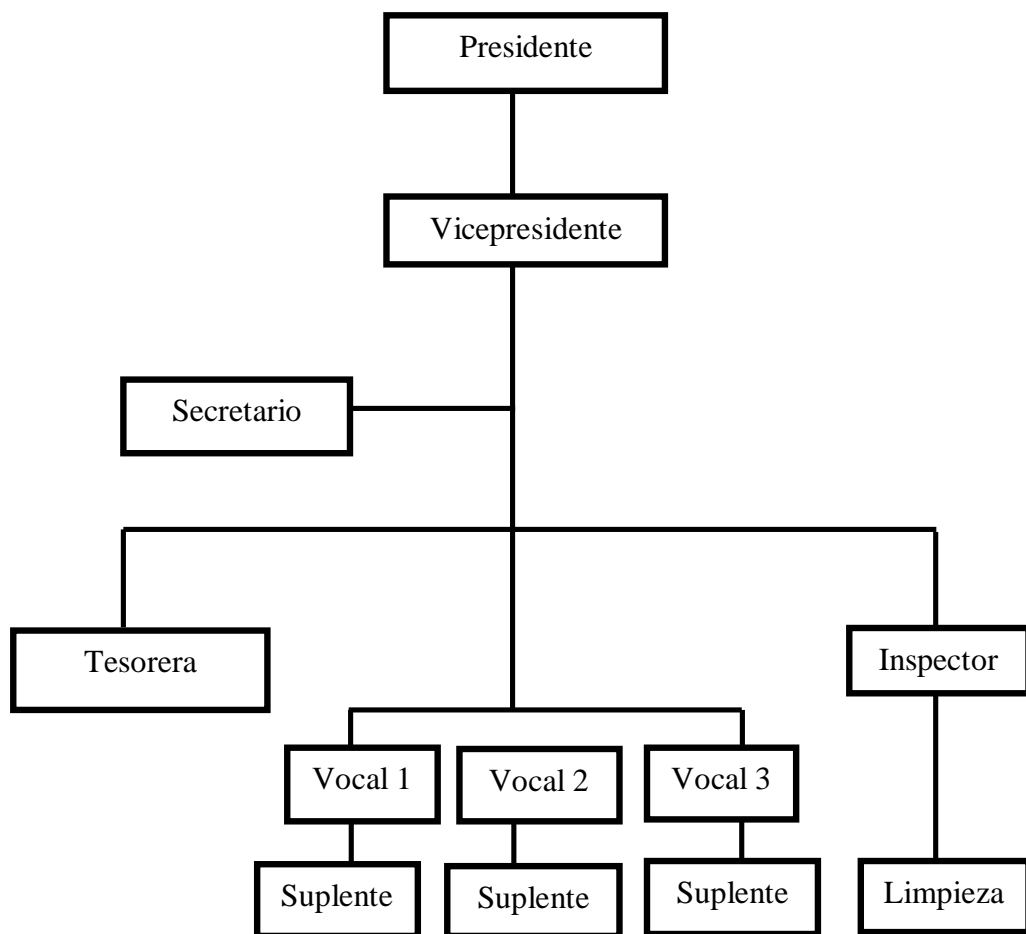 Presidente
Vicepresidente
Secretario
Tesorera
Inspector
Vocal 1
Vocal 2
Vocal 3
Suplente
Suplente
Suplente
Limpieza